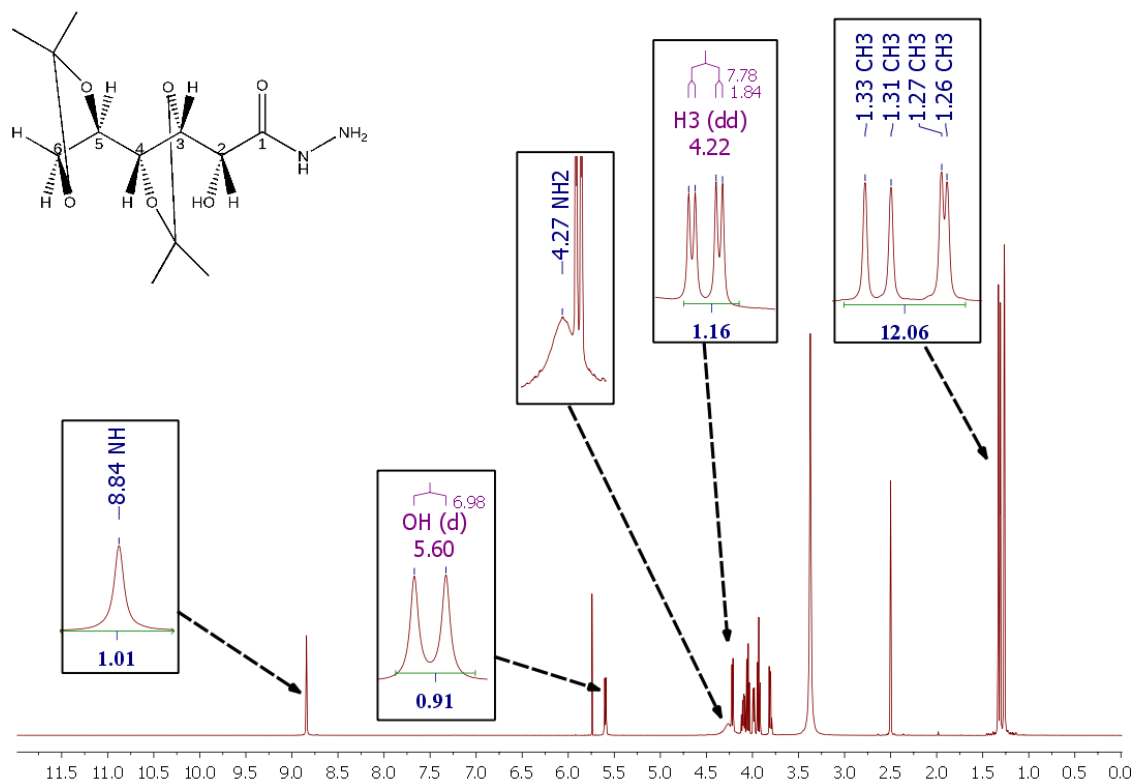 O
H
O
H
O
NH₂
H
6
5
4
3
2
1
N
H
H
O
H
O
HO
H
8.84 NH
1.01
6.98
OH (d)
5.60
0.91
4.27 NH2
7.78
1.84
H3 (dd)
4.22
1.16
1.33 CH3
1.31 CH3
1.27 CH3
1.26 CH3
12.06
11.5 11.0 10.5 10.0 9.5 9.0 8.5 8.0 7.5 7.0 6.5 6.0 5.5 5.0 4.5 4.0 3.5 3.0 2.5 2.0 1.5 1.0 0.5 0.0